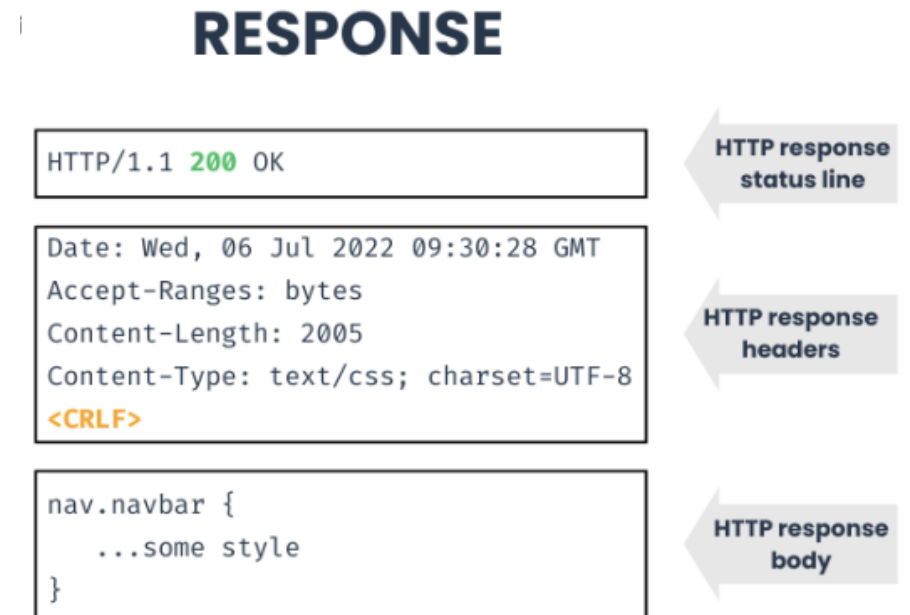 RESPONSE
HTTP/1.1 200 OK
HTTP response
status line
Date: Wed, 06 Jul 2022 09:30:28 GMT
Accept-Ranges: bytes
Content-Length: 2005
Content-Type: text/css; charset=UTF-8
<CRLF>
HTTP response
headers
nav.navbar {
   ...some style
}
HTTP response
body